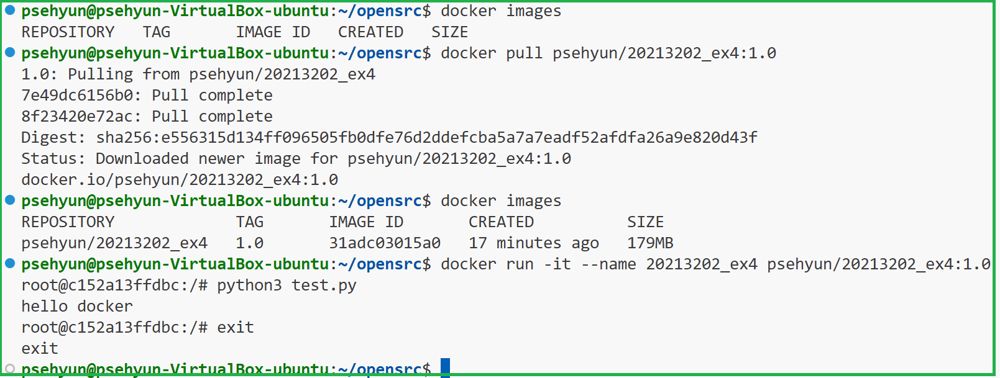 psehyun@psehyun-VirtualBox-ubuntu:~/opensrc$ docker images
REPOSITORY   TAG       IMAGE ID   CREATED   SIZE
psehyun@psehyun-VirtualBox-ubuntu:~/opensrc$ docker pull psehyun/20213202_ex4:1.0
1.0: Pulling from psehyun/20213202_ex4
7e49dc6156b0: Pull complete
8f23420e72ac: Pull complete
Digest: sha256:e556315d134ff096505fb0dfe76d2ddefcba5a7a7eadf52afdfa26a9e820d43f
Status: Downloaded newer image for psehyun/20213202_ex4:1.0
docker.io/psehyun/20213202_ex4:1.0
psehyun@psehyun-VirtualBox-ubuntu:~/opensrc$ docker images
REPOSITORY             TAG       IMAGE ID       CREATED          SIZE
psehyun/20213202_ex4   1.0       31adc03015a0   17 minutes ago   179MB
psehyun@psehyun-VirtualBox-ubuntu:~/opensrc$ docker run -it --name 20213202_ex4 psehyun/20213202_ex4:1.0
root@c152a13ffdbc:/# python3 test.py
hello docker
root@c152a13ffdbc:/# exit
exit
psehyun@psehyun-VirtualBox-ubuntu:~/opensrc$